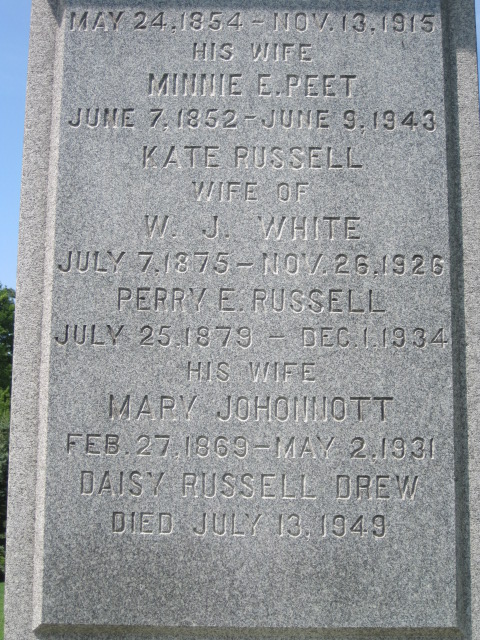 MAY 24, 1854 - NOV. 13, 1915
HIS WIFE
MINNIE E. PEET
JUNE 7, 1852 - JUNE 9, 1943
KATE RUSSELL
WIFE OF
W. J. WHITE
JULY 7, 1875 - NOV. 26, 1926
PERRY E. RUSSELL
JULY 25, 1879 - DEC. 1, 1934
HIS WIFE
MARY JOHONNOTT
FEB. 27, 1869 - MAY 2, 1931
DAISY RUSSELL DREW
DIED JULY 13, 1949